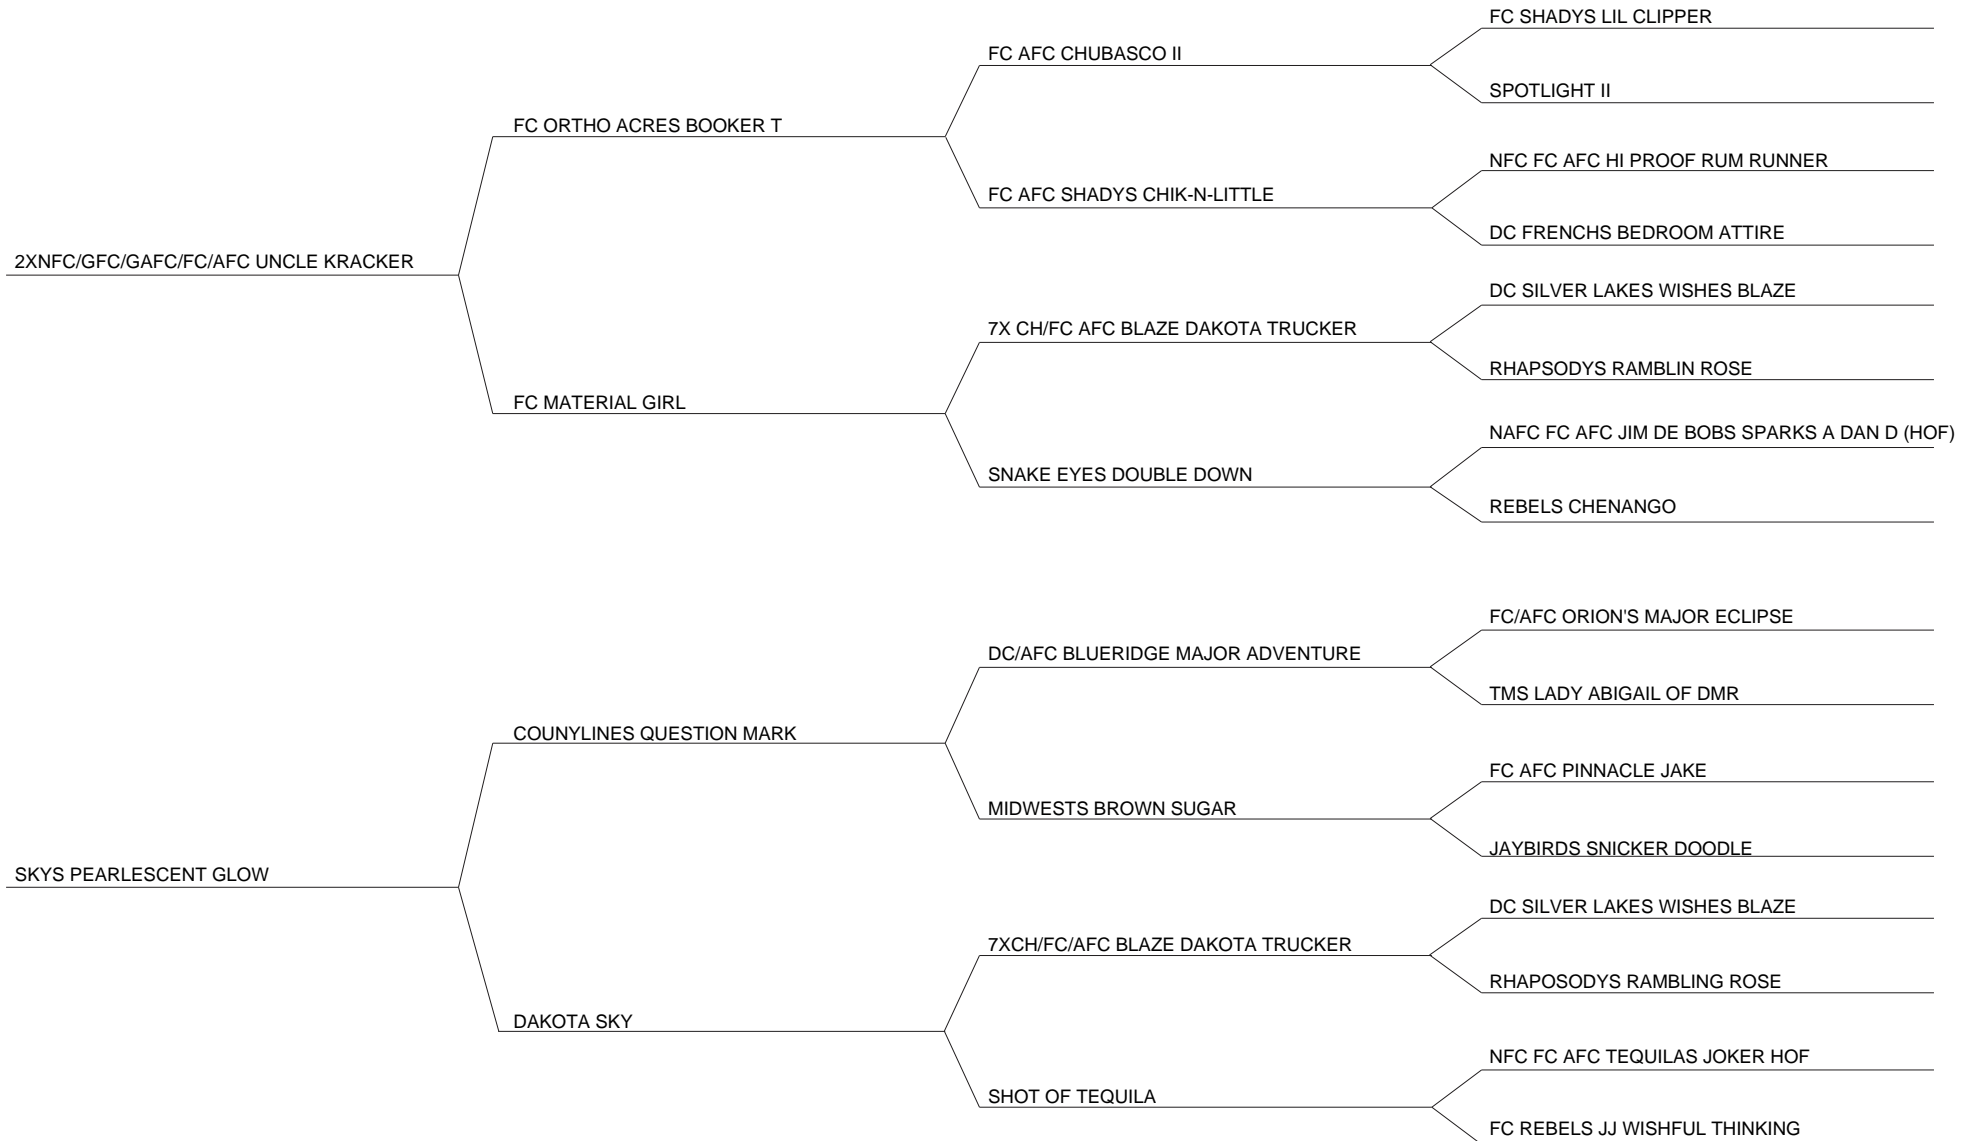 FC SHADYS LIL CLIPPER
FC AFC CHUBASCO II
SPOTLIGHT II
FC ORTHO ACRES BOOKER T
NFC FC AFC HI PROOF RUM RUNNER
FC AFC SHADYS CHIK-N-LITTLE
DC FRENCHS BEDROOM ATTIRE
2XNFC/GFC/GAFC/FC/AFC UNCLE KRACKER
DC SILVER LAKES WISHES BLAZE
7X CH/FC AFC BLAZE DAKOTA TRUCKER
RHAPSODYS RAMBLIN ROSE
FC MATERIAL GIRL
NAFC FC AFC JIM DE BOBS SPARKS A DAN D (HOF)
SNAKE EYES DOUBLE DOWN
REBELS CHENANGO
FC/AFC ORION'S MAJOR ECLIPSE
DC/AFC BLUERIDGE MAJOR ADVENTURE
TMS LADY ABIGAIL OF DMR
COUNYLINES QUESTION MARK
FC AFC PINNACLE JAKE
MIDWESTS BROWN SUGAR
JAYBIRDS SNICKER DOODLE
SKYS PEARLESCENT GLOW
DC SILVER LAKES WISHES BLAZE
7XCH/FC/AFC BLAZE DAKOTA TRUCKER
RHAPOSODYS RAMBLING ROSE
DAKOTA SKY
NFC FC AFC TEQUILAS JOKER HOF
SHOT OF TEQUILA
FC REBELS JJ WISHFUL THINKING